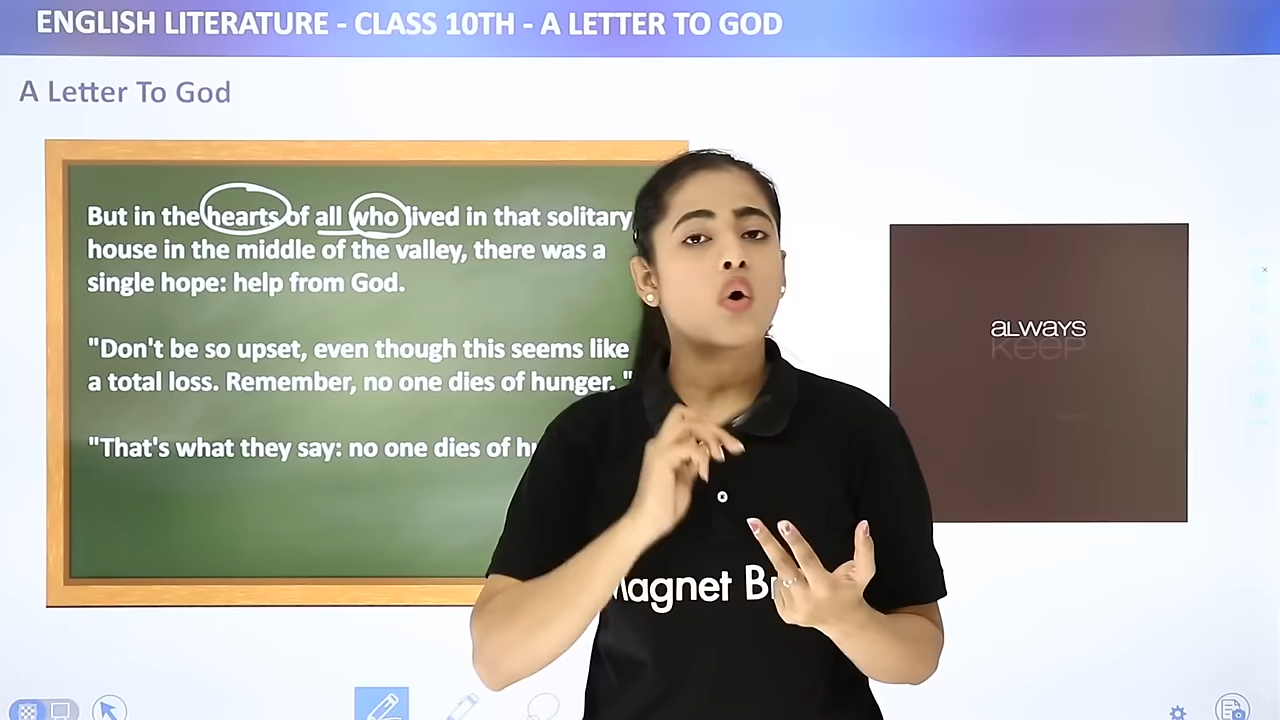 ENGLISH LITERATURE - CLASS 10TH - A LETTER TO GOD
A Letter To God
But in the hearts of all who lived in that solitary
house in the middle of the valley, there was a
single hope: help from God.
"Don't be so upset, even though this seems like
a total loss. Remember, no one dies of hunger. "
"That's what they say: no one dies of
ALWAYS
KEEP
Magnet